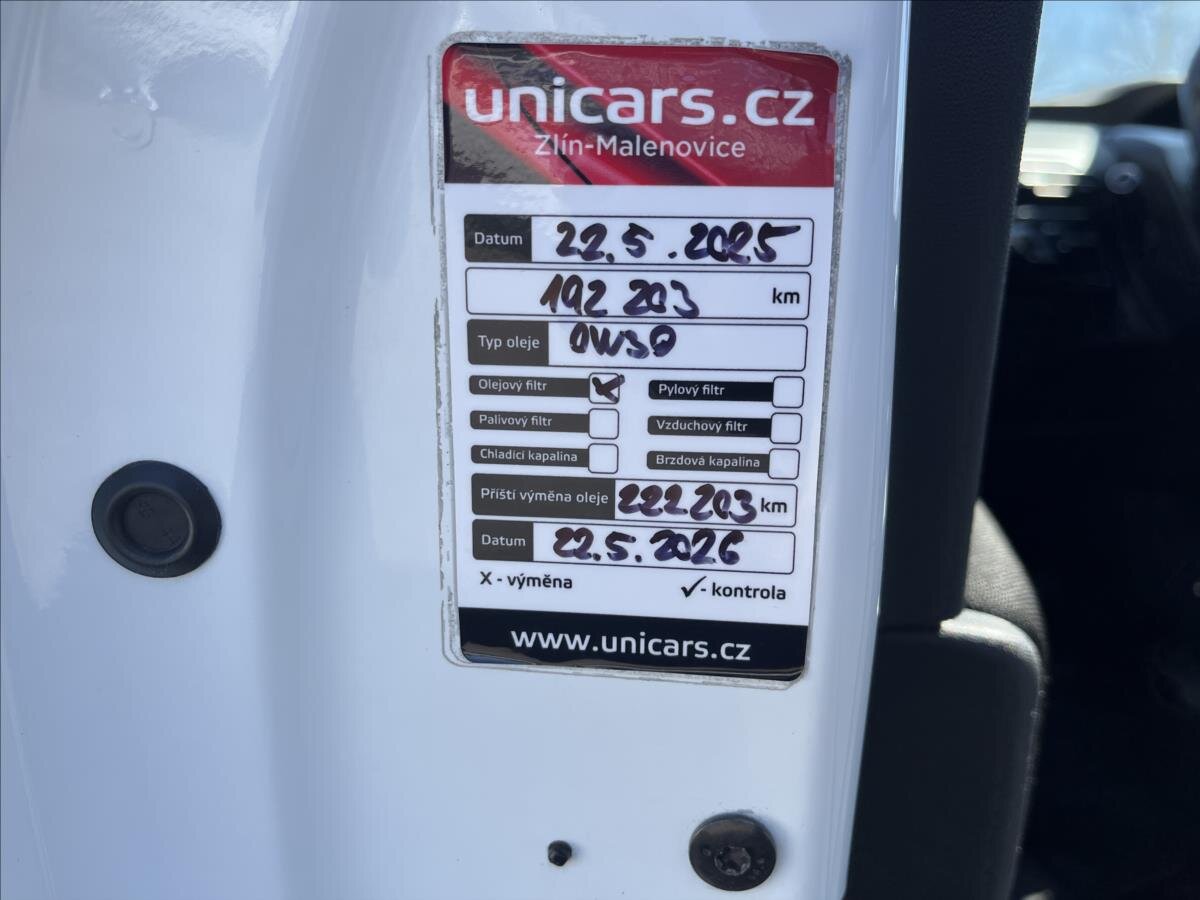 unicars.cz
Zlín-Malenovice
Datum 22.5.2025
192 203 km
Typ oleje 0W30
Olejový filtr X Pylový filtr
Palivový filtr Vzduchový filtr
Chladící kapalina Brzdová kapalina
Příští výměna oleje 222.203 km
Datum 22.5.2026
X - výměna ✓- kontrola
www.unicars.cz